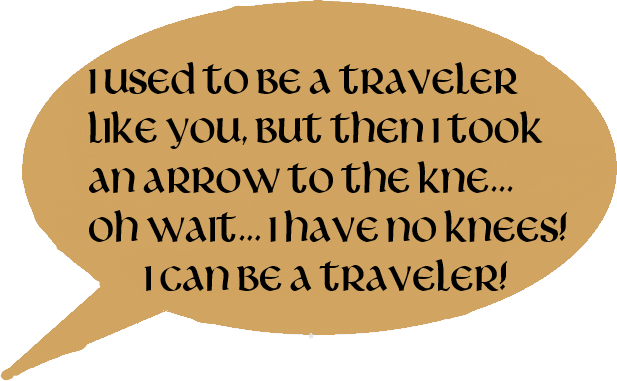 I used to be a traveler
like you, but then I took
an arrow to the kne...
oh wait... I have no knees!
I can be a traveler!